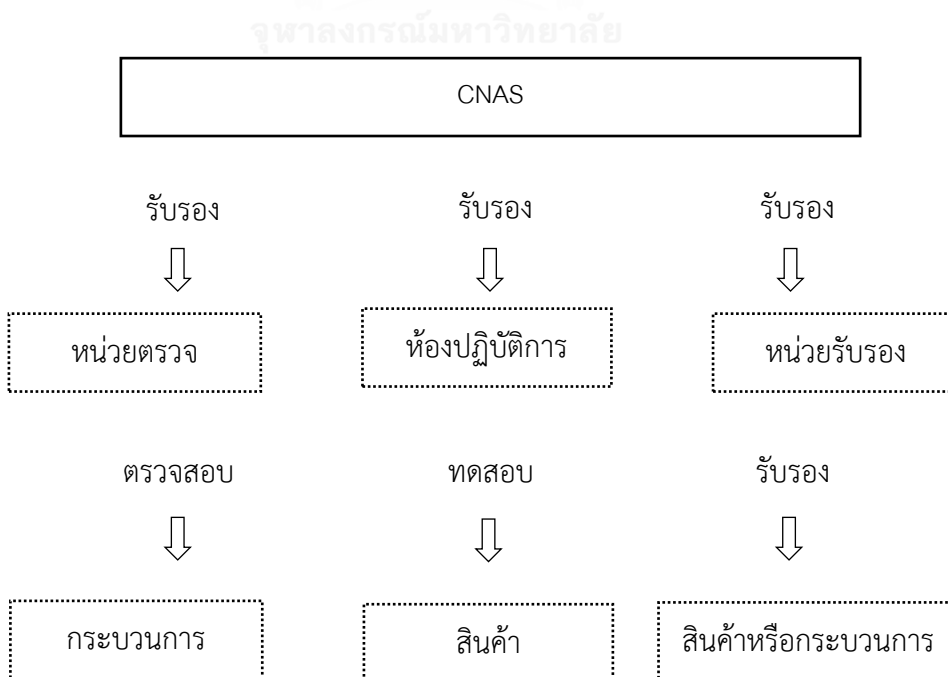 จุฬาลงกรณ์มหาวิทยาลัย
CNAS
รับรอง รับรอง รับรอง
หน่วยตรวจ ห้องปฏิบัติการ หน่วยรับรอง
ตรวจสอบ ทดสอบ รับรอง
กระบวนการ สินค้า สินค้าหรือกระบวนการ